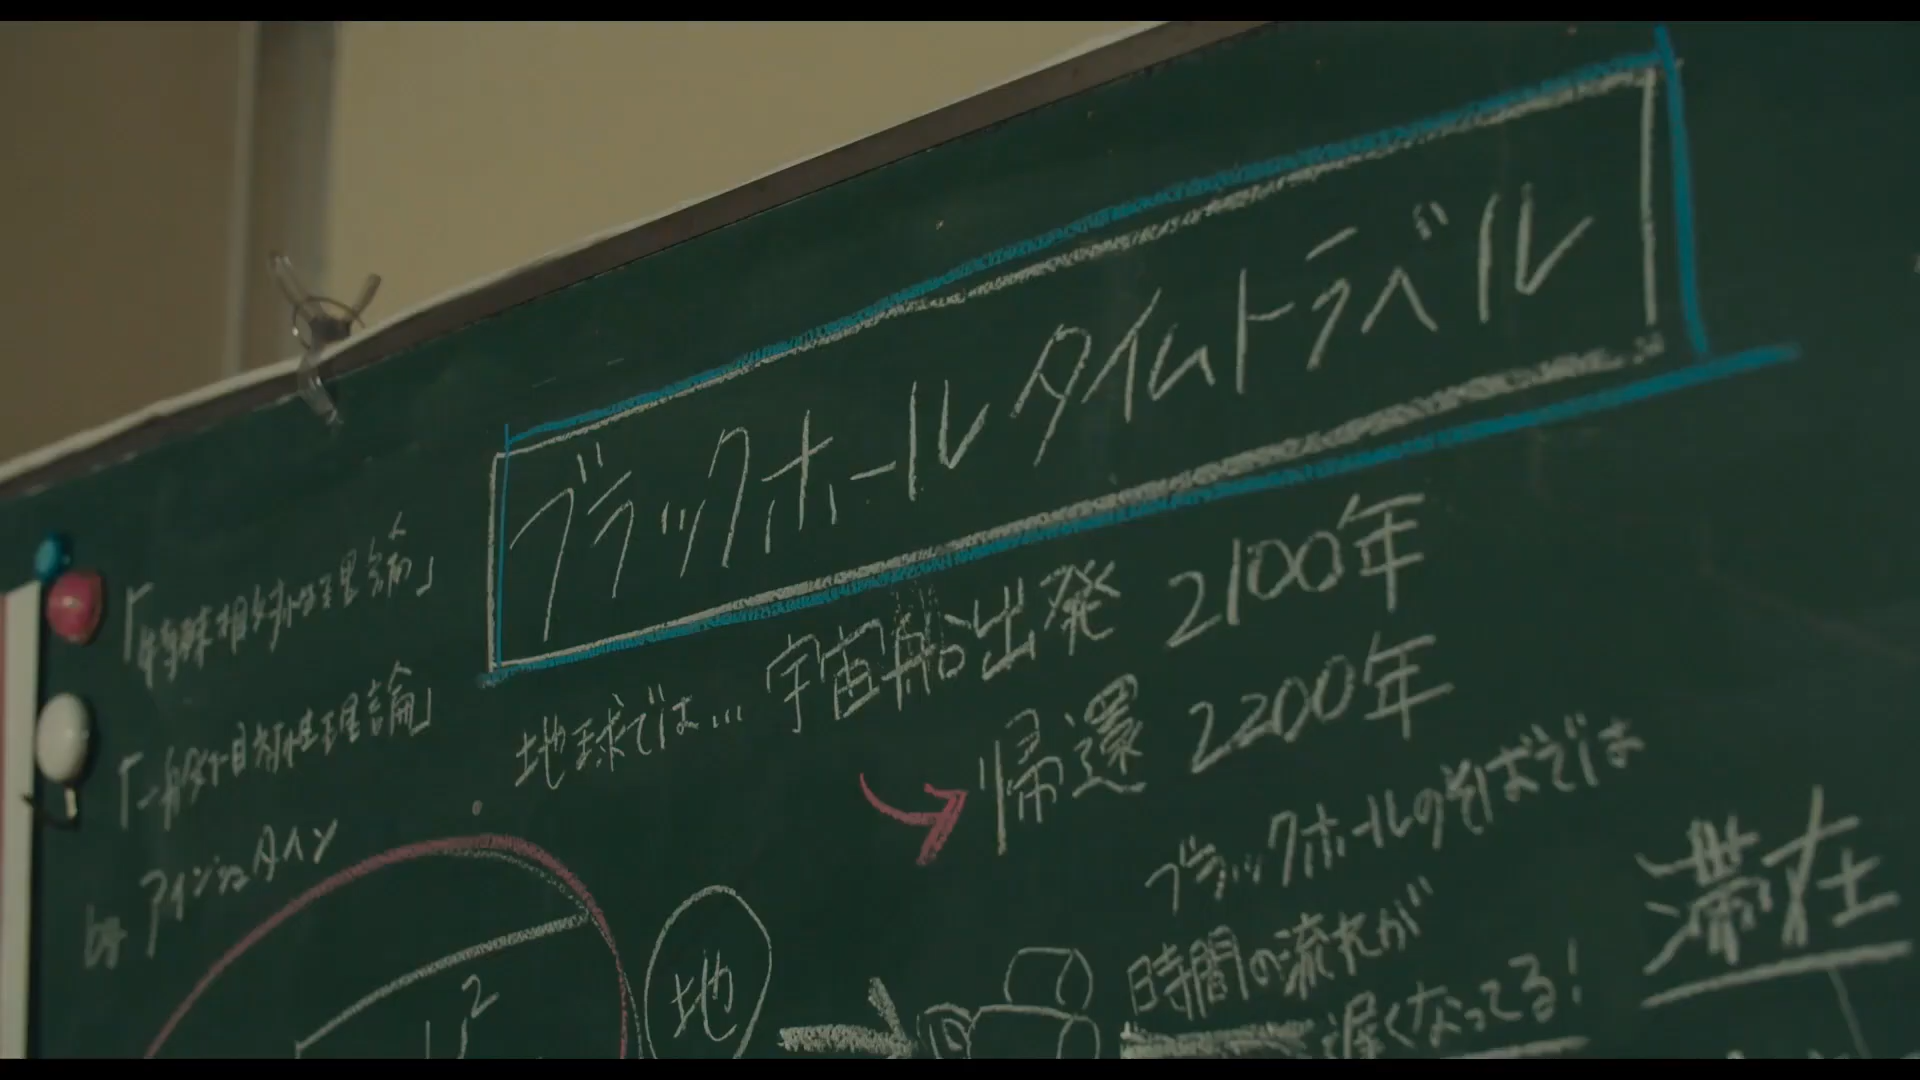 ブラックホールタイムトラベル
「特殊相対性理論」
「一般相対性理論」
by アインシュタイン
地球では… 宇宙船出発 2100年
帰還 2200年
ブラックホールのそばでは
時間の流れが
遅くなってる!
滞在
地